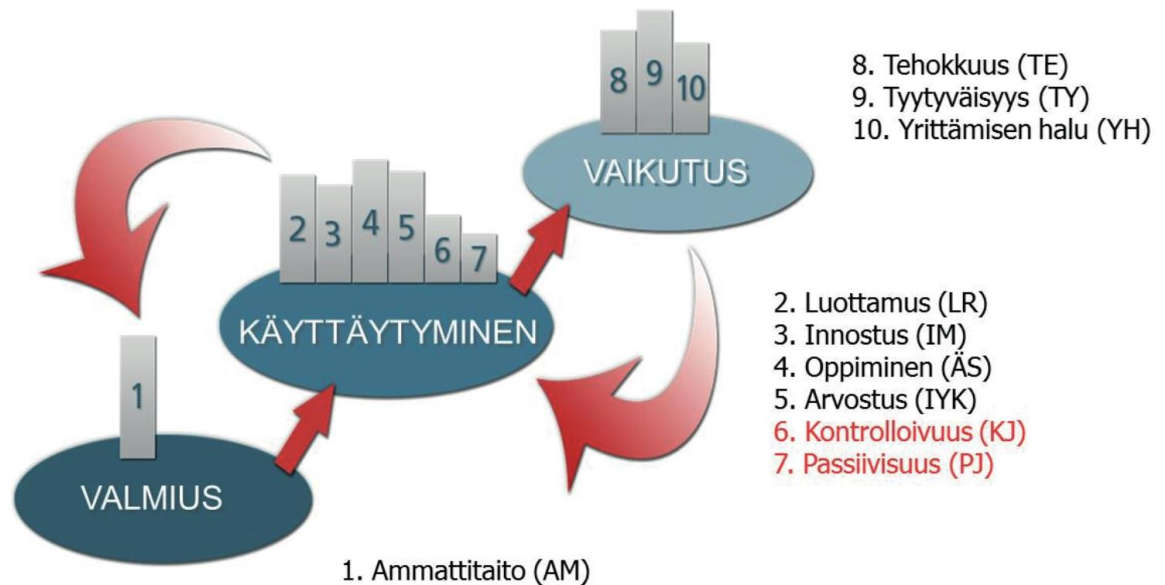 8
9
10
VAIKUTUS
8. Tehokkuus (TE)
9. Tyytyväisyys (TY)
10. Yrittämisen halu (YH)
2
3
4
5
6
7
KÄYTTÄYTYMINEN
2. Luottamus (LR)
3. Innostus (IM)
4. Oppiminen (ÄS)
5. Arvostus (IYK)
6. Kontrolloivuus (KJ)
7. Passiivisuus (PJ)
1
VALMIUS
1. Ammattitaito (AM)